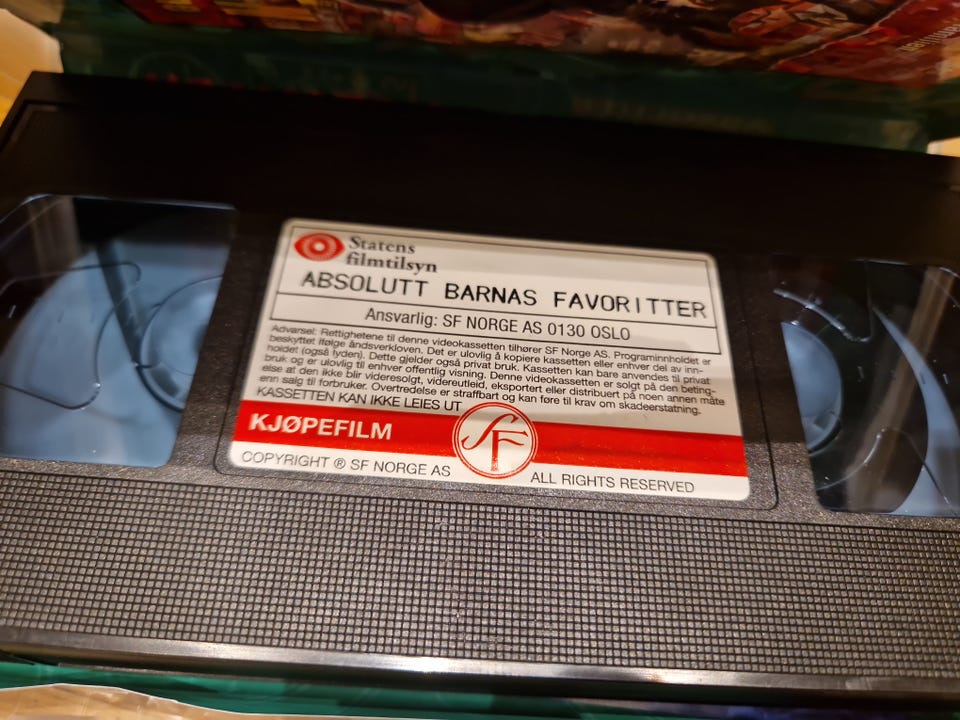 Statens
filmtilsyn
ABSOLUTT BARNAS FAVORITTER
Ansvarlig: SF NORGE AS 0130 OSLO
Advarsel: Rettighetene til denne videokassetten tilhører SF Norge AS. Programinnholdet er
beskyttet ifølge åndsverkloven. Det er ulovlig å kopiere kassetten eller enhver del av inn-
holdet (også lyden). Dette gjelder også privat bruk. Kassetten kan bare anvendes til privat
bruk og er ulovlig til enhver offentlig visning. Denne videokassetten er solgt på den beting-
else at den ikke blir videresolgt, videreutleid, eksportert eller distribuert på noen annen måte
enn salg til forbruker. Overtredelse er straffbart og kan føre til krav om skadeerstatning.
KASSETTEN KAN IKKE LEIES UT
KJØPEFILM
SF
COPYRIGHT ® SF NORGE AS
ALL RIGHTS RESERVED